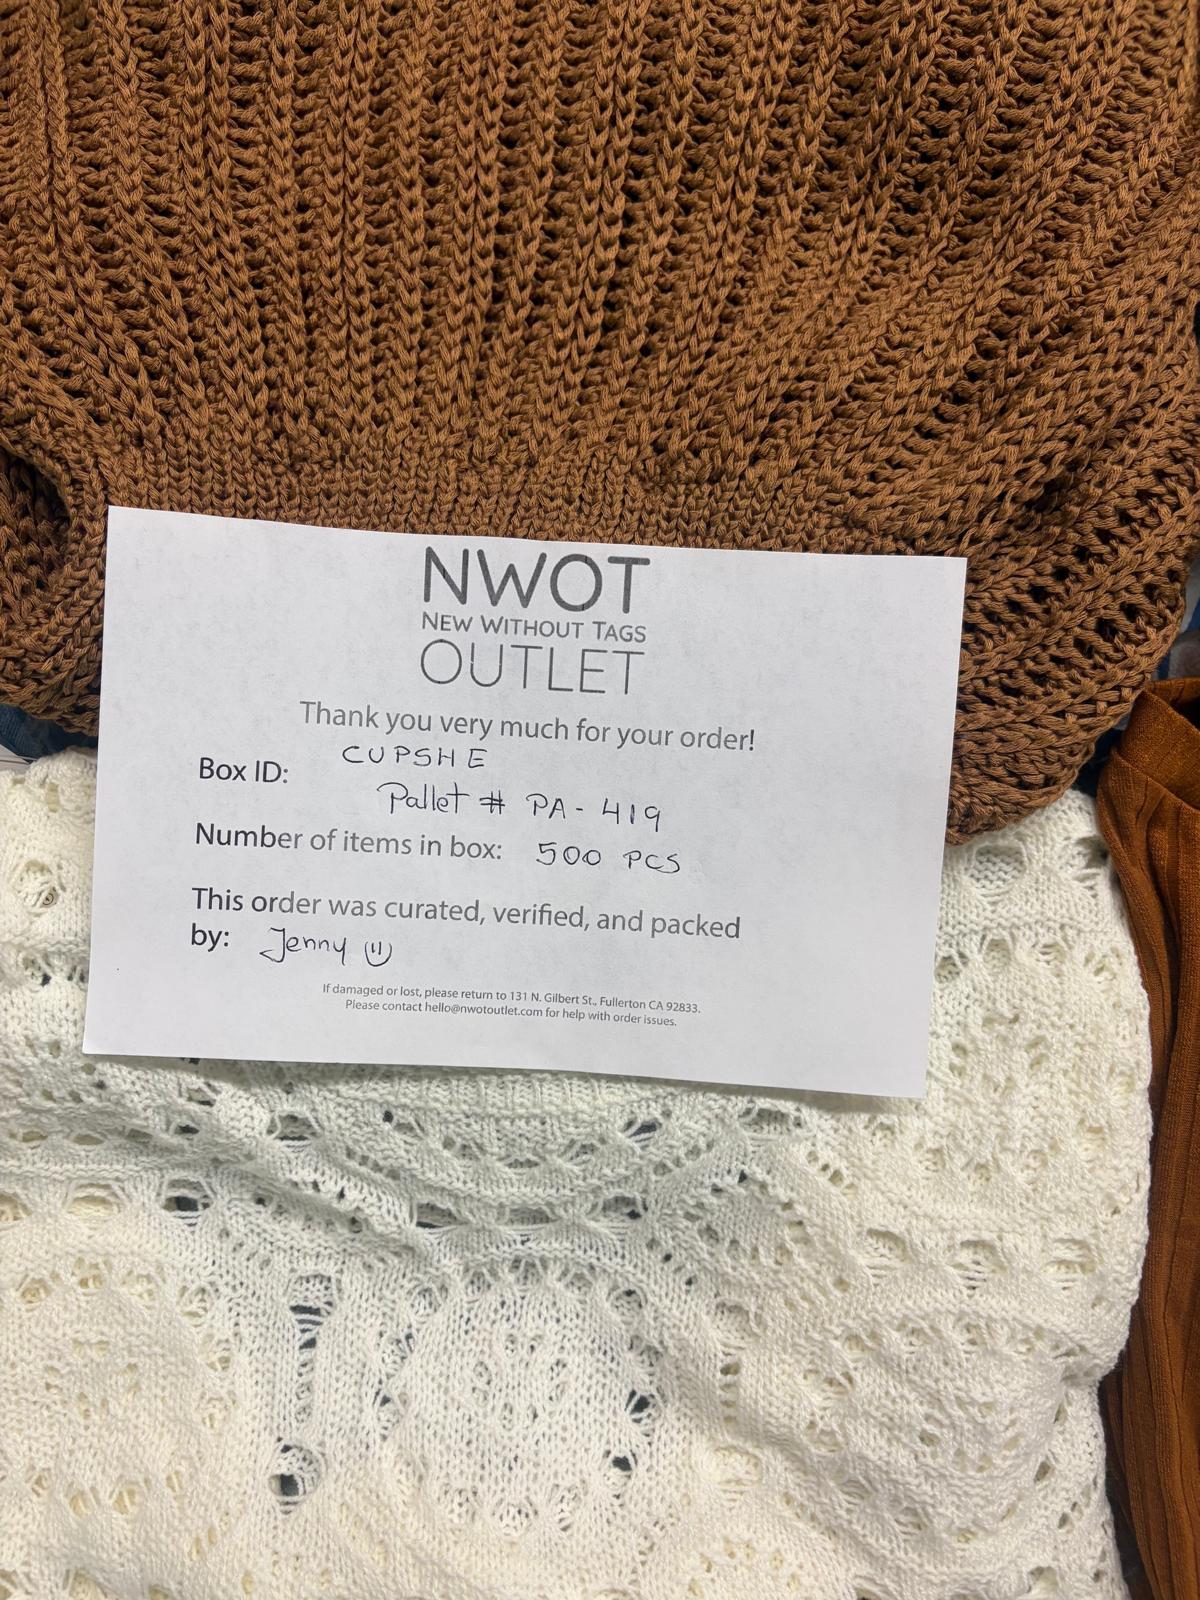 NWOT
NEW WITHOUT TAGS
OUTLET
Thank you very much for your order!
CUPSHE
Box ID:
Pallet # PA-419
Number of items in box: 500 PCS
This order was curated, verified, and packed
by: Jenny
If damaged or lost, please return to 131 N. Gilbert St., Fullerton CA 92833.
Please contact hello@nwotoutlet.com for help with order issues.